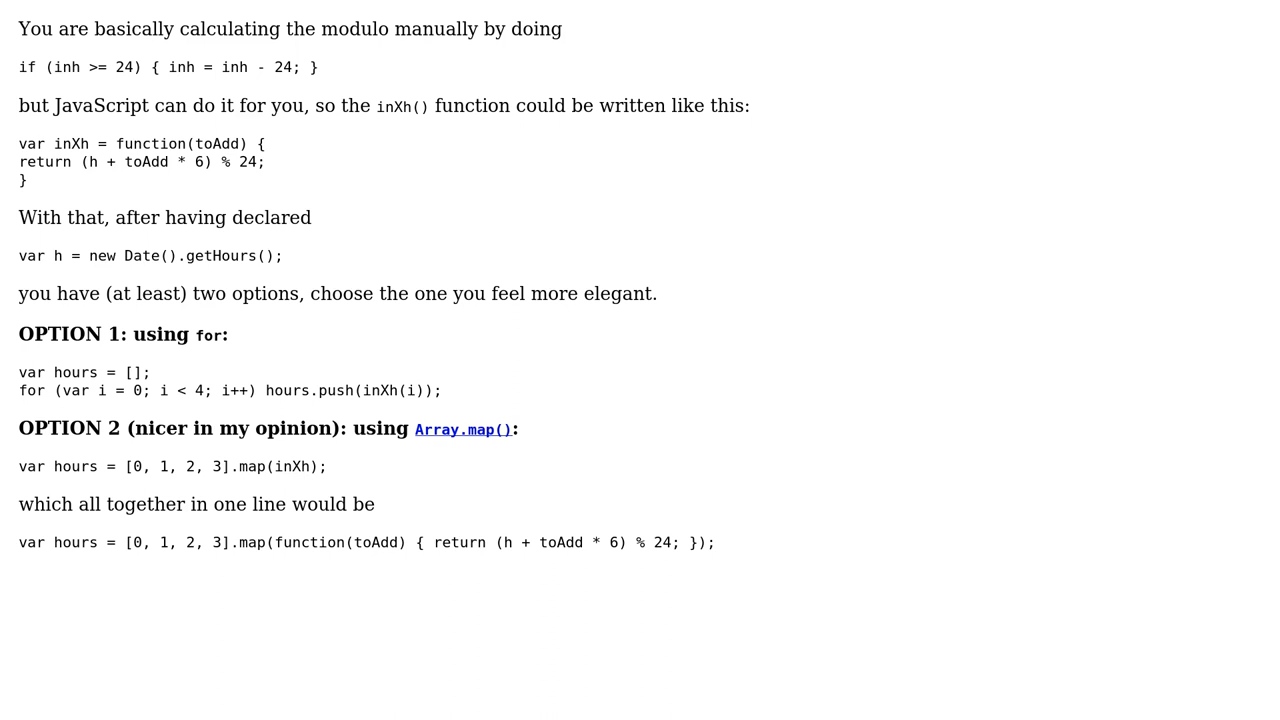 You are basically calculating the modulo manually by doing
if (inh >= 24) { inh = inh - 24; }
but JavaScript can do it for you, so the inXh() function could be written like this:
var inXh = function(toAdd) {
return (h + toAdd * 6) % 24;
}
With that, after having declared
var h = new Date().getHours();
you have (at least) two options, choose the one you feel more elegant.
OPTION 1: using for:
var hours = [];
for (var i = 0; i < 4; i++) hours.push(inXh(i));
OPTION 2 (nicer in my opinion): using Array.map():
var hours = [0, 1, 2, 3].map(inXh);
which all together in one line would be
var hours = [0, 1, 2, 3].map(function(toAdd) { return (h + toAdd * 6) % 24; });